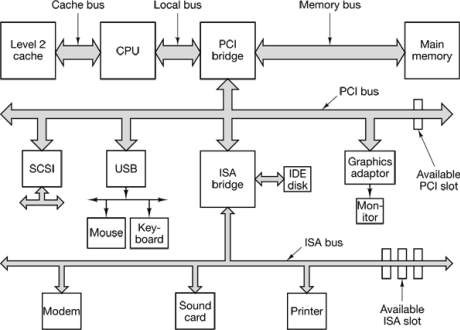 Cache bus
Local bus
Memory bus
Level 2
cache
CPU
PCI
bridge
Main
memory
PCI bus
SCSI
USB
ISA
bridge
IDE
disk
Graphics
adaptor
Available
PCI slot
Mouse
Key-
board
Mon-
itor
ISA bus
Modem
Sound
card
Printer
Available
ISA slot